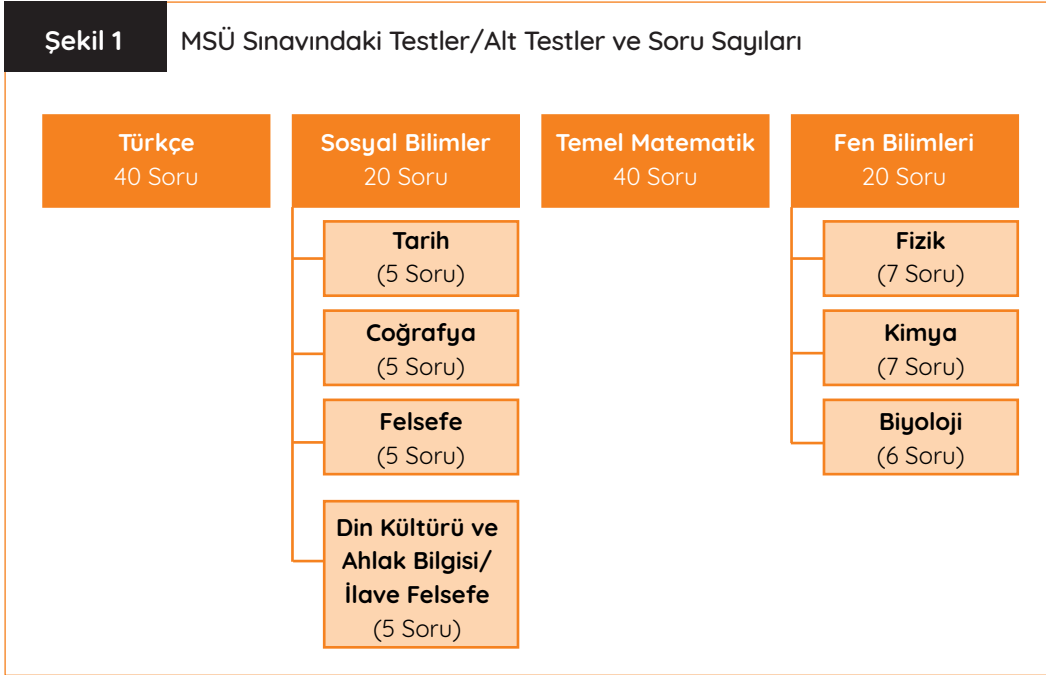 Şekil 1
MSÜ Sınavındaki Testler/Alt Testler ve Soru Sayıları
Türkçe
40 Soru
Sosyal Bilimler
20 Soru
Tarih
(5 Soru)
Coğrafya
(5 Soru)
Felsefe
(5 Soru)
Din Kültürü ve
Ahlak Bilgisi/
İlave Felsefe
(5 Soru)
Temel Matematik
40 Soru
Fen Bilimleri
20 Soru
Fizik
(7 Soru)
Kimya
(7 Soru)
Biyoloji
(6 Soru)